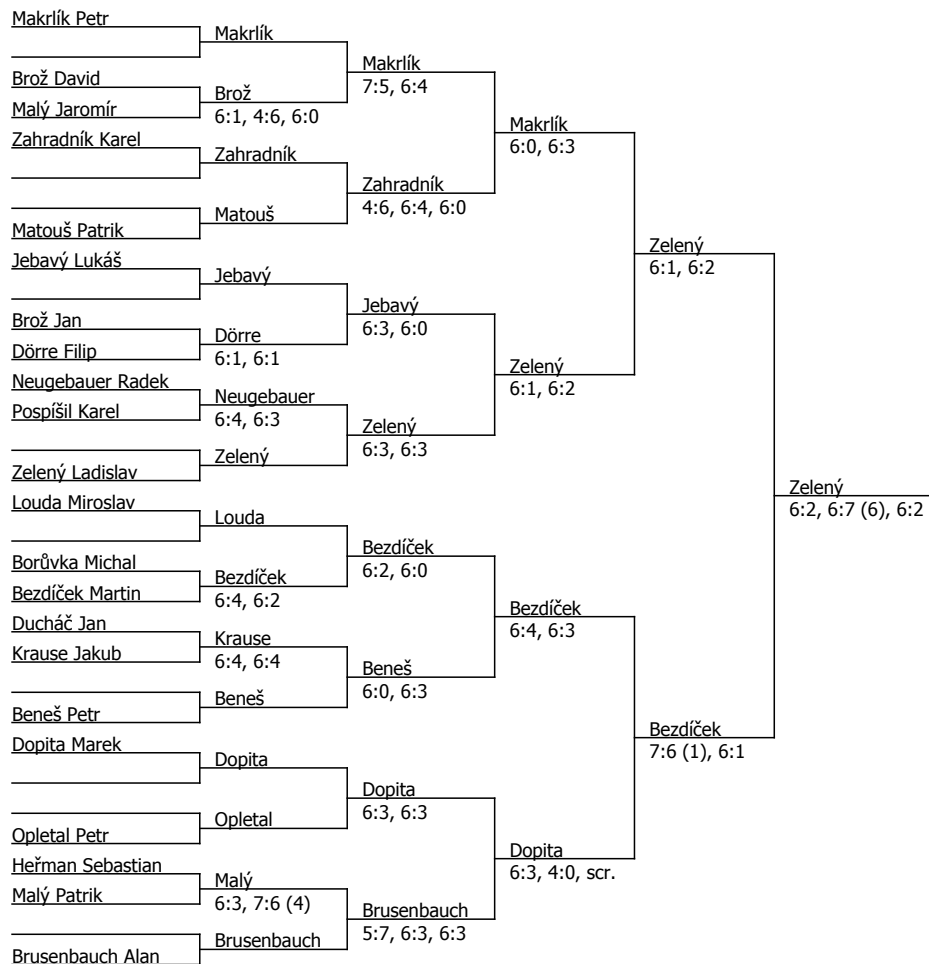 Makrlík Petr
Makrlík
Makrlík
7:5, 6:4
Brož David
Brož
6:1, 4:6, 6:0
Malý Jaromír
Makrlík
6:0, 6:3
Zahradník Karel
Zahradník
Zahradník
4:6, 6:4, 6:0
Matouš
Matouš Patrik
Zelený
6:1, 6:2
Jebavý Lukáš
Jebavý
Jebavý
6:3, 6:0
Brož Jan
Dörre
6:1, 6:1
Dörre Filip
Zelený
6:1, 6:2
Neugebauer Radek
Neugebauer
6:4, 6:3
Pospíšil Karel
Zelený
6:3, 6:3
Zelený
Zelený Ladislav
Zelený
6:2, 6:7 (6), 6:2
Louda Miroslav
Louda
Bezdíček
6:2, 6:0
Borůvka Michal
Bezdíček
6:4, 6:2
Bezdíček Martin
Bezdíček
6:4, 6:3
Ducháč Jan
Krause
6:4, 6:4
Krause Jakub
Beneš
6:0, 6:3
Beneš
Beneš Petr
Bezdíček
7:6 (1), 6:1
Dopita Marek
Dopita
Dopita
6:3, 6:3
Opletal
Opletal Petr
Dopita
6:3, 4:0, scr.
Heřman Sebastian
Malý
6:3, 7:6 (4)
Malý Patrik
Brusenbauch
5:7, 6:3, 6:3
Brusenbauch
Brusenbauch Alan